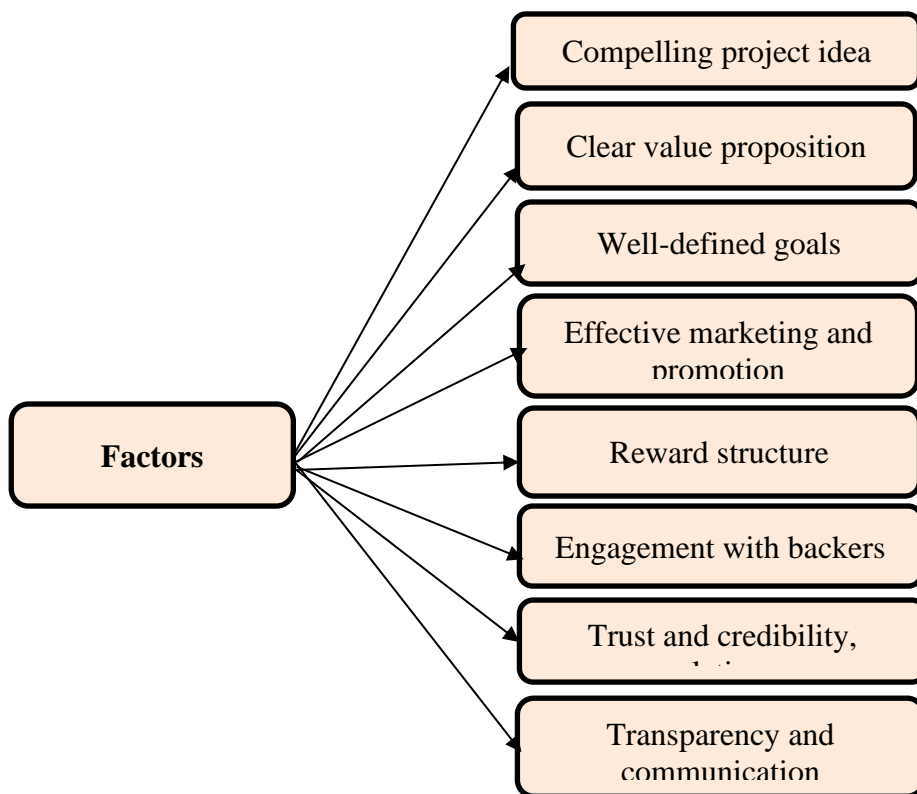 Compelling project idea
Clear value proposition
Well-defined goals
Effective marketing and
promotion
Factors
Reward structure
Engagement with backers
Trust and credibility,
Transparency and
communication